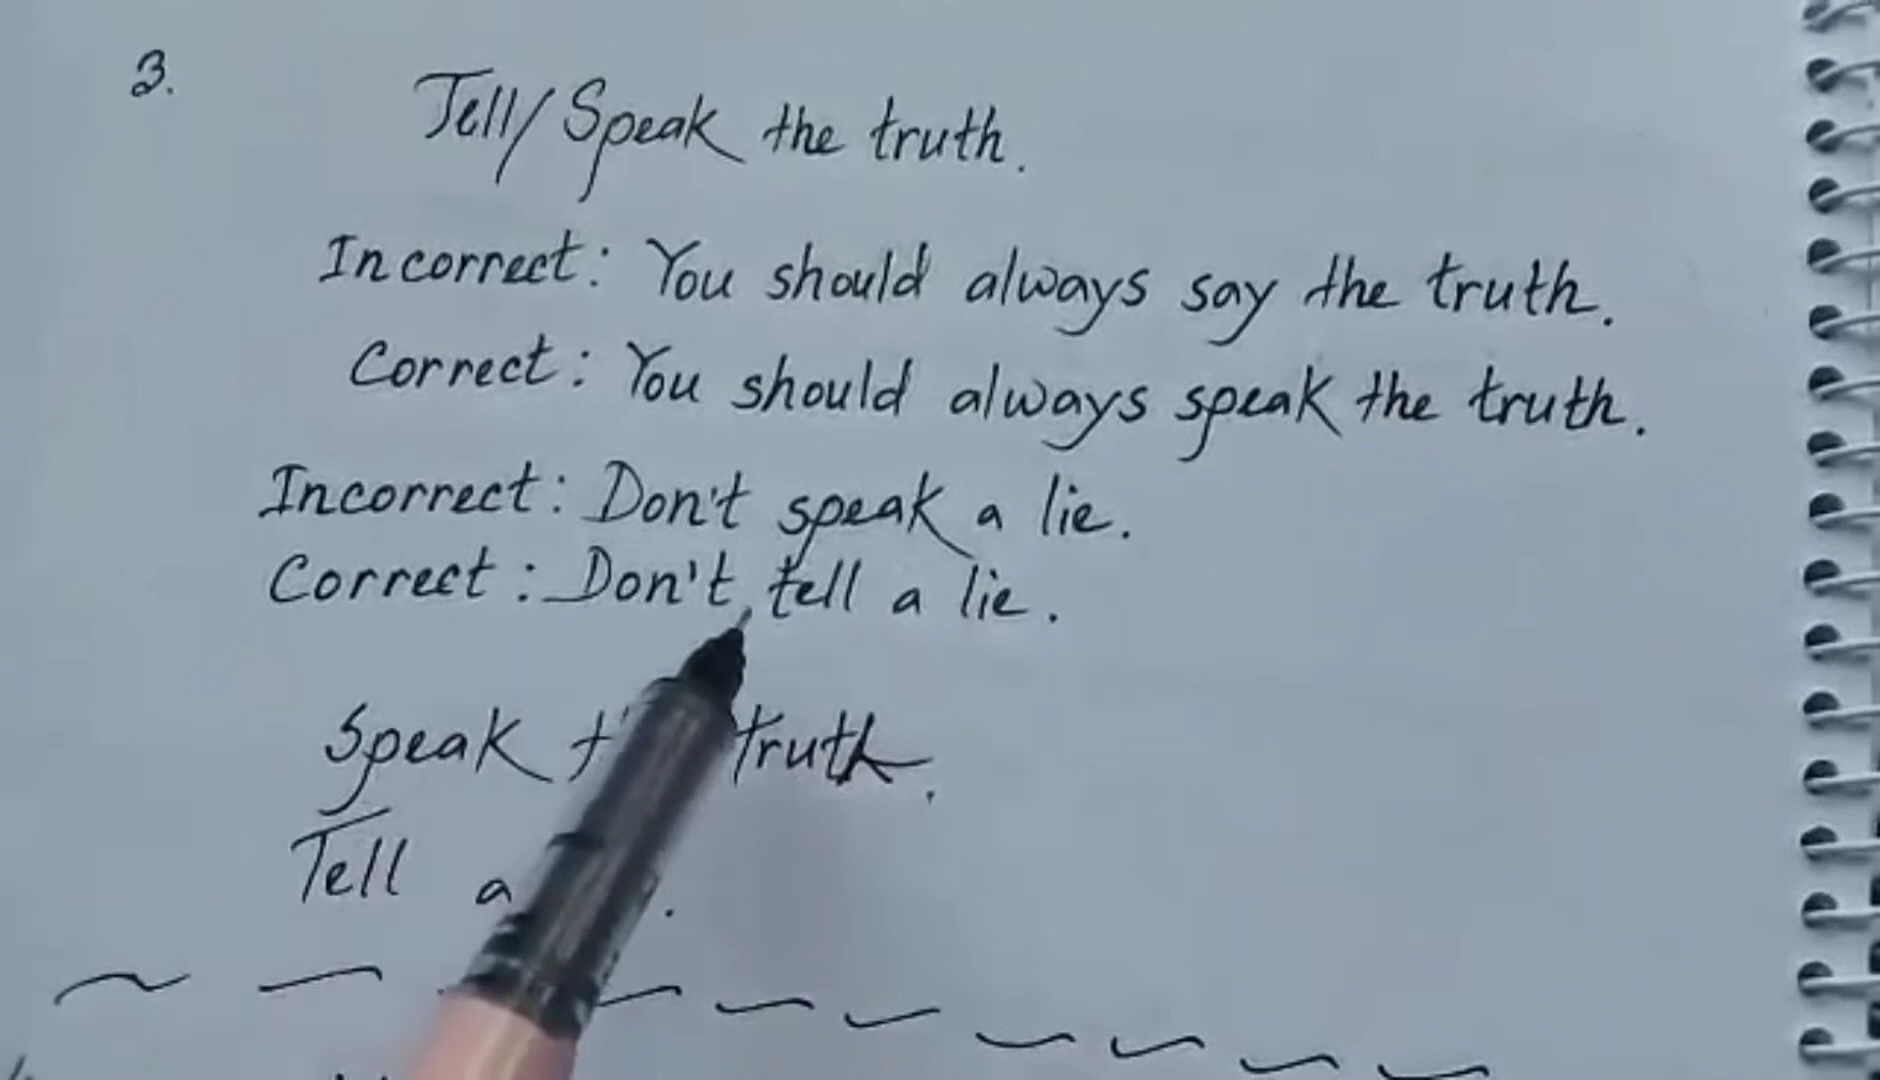 3.
Tell/Speak the truth.
Incorrect: You should always say the truth.
Correct: You should always speak the truth.
Incorrect: Don't speak a lie.
Correct: Don't tell a lie.
Speak truth.
Tell a .